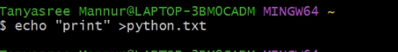 Tanyasree Mannur@LAPTOP-3BMOCADM MINGW64 ~
$ echo "print" >python.txt